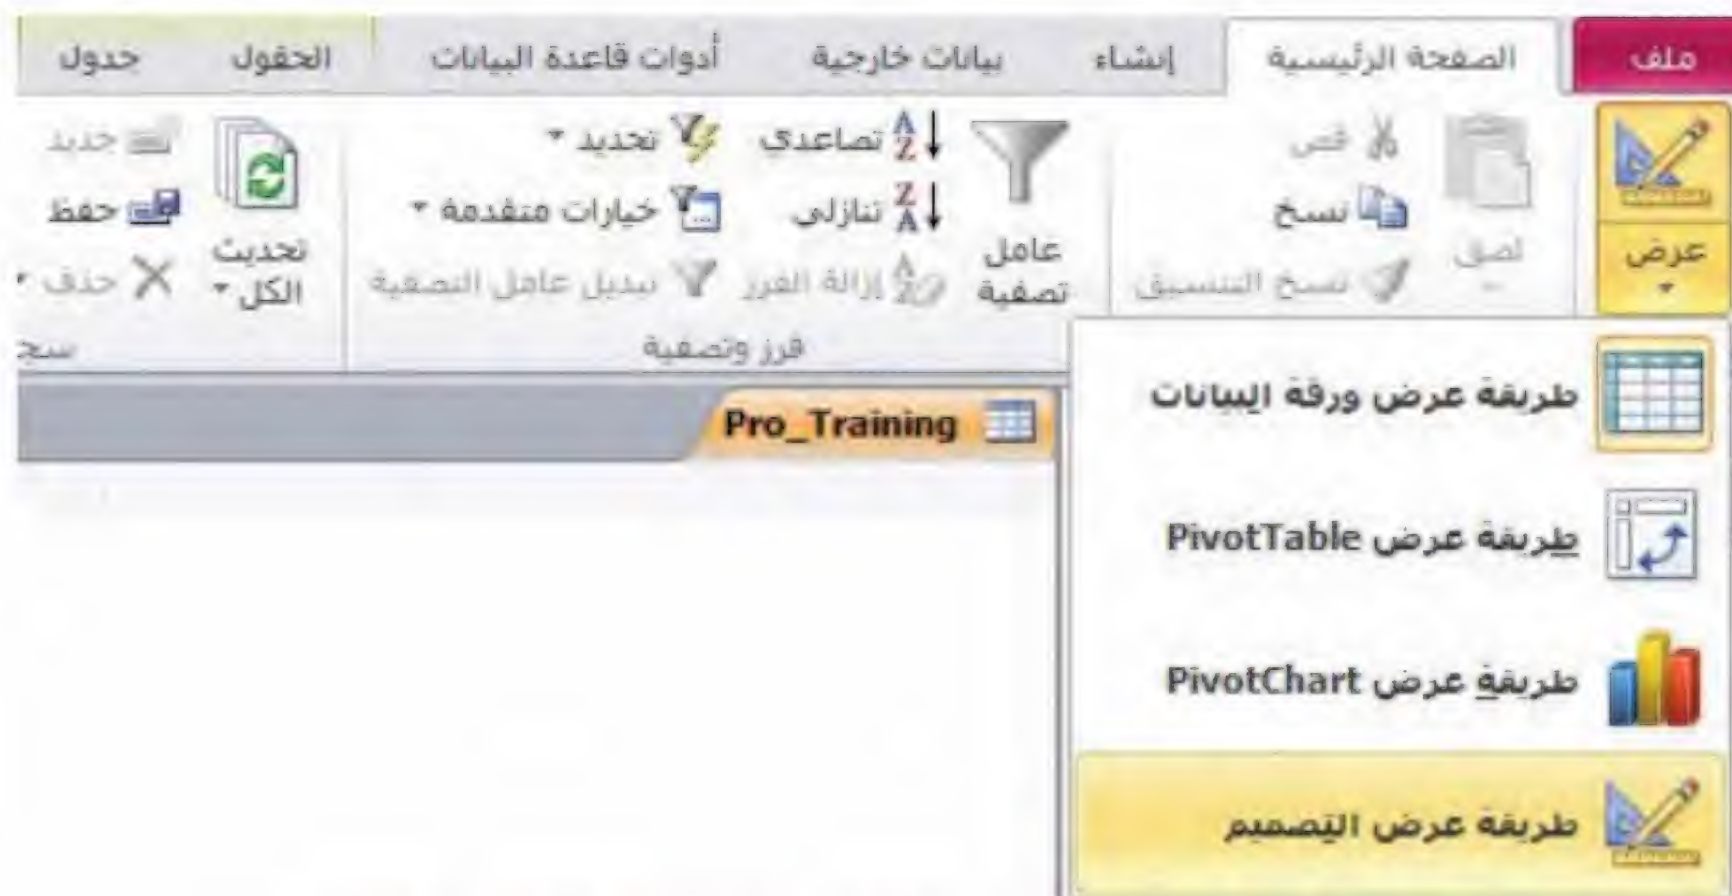 ملف الصفحة الرئيسية إنشاء بيانات خارجية أدوات قاعدة البيانات الحقول جدول
عرض
لصق
قص
نسخ
نسخ التنسيق
عامل
تصفية
تصاعدي
تنازلي
إزالة الفرز
تحديد
خيارات متقدمة
تبديل عامل التصفية
فرز وتصفية
تحديث
الكل
جديد
حفظ
حذف
سج
Pro_Training
طريقة عرض ورقة البيانات
طريقة عرض PivotTable
طريقة عرض PivotChart
طريقة عرض التصميم